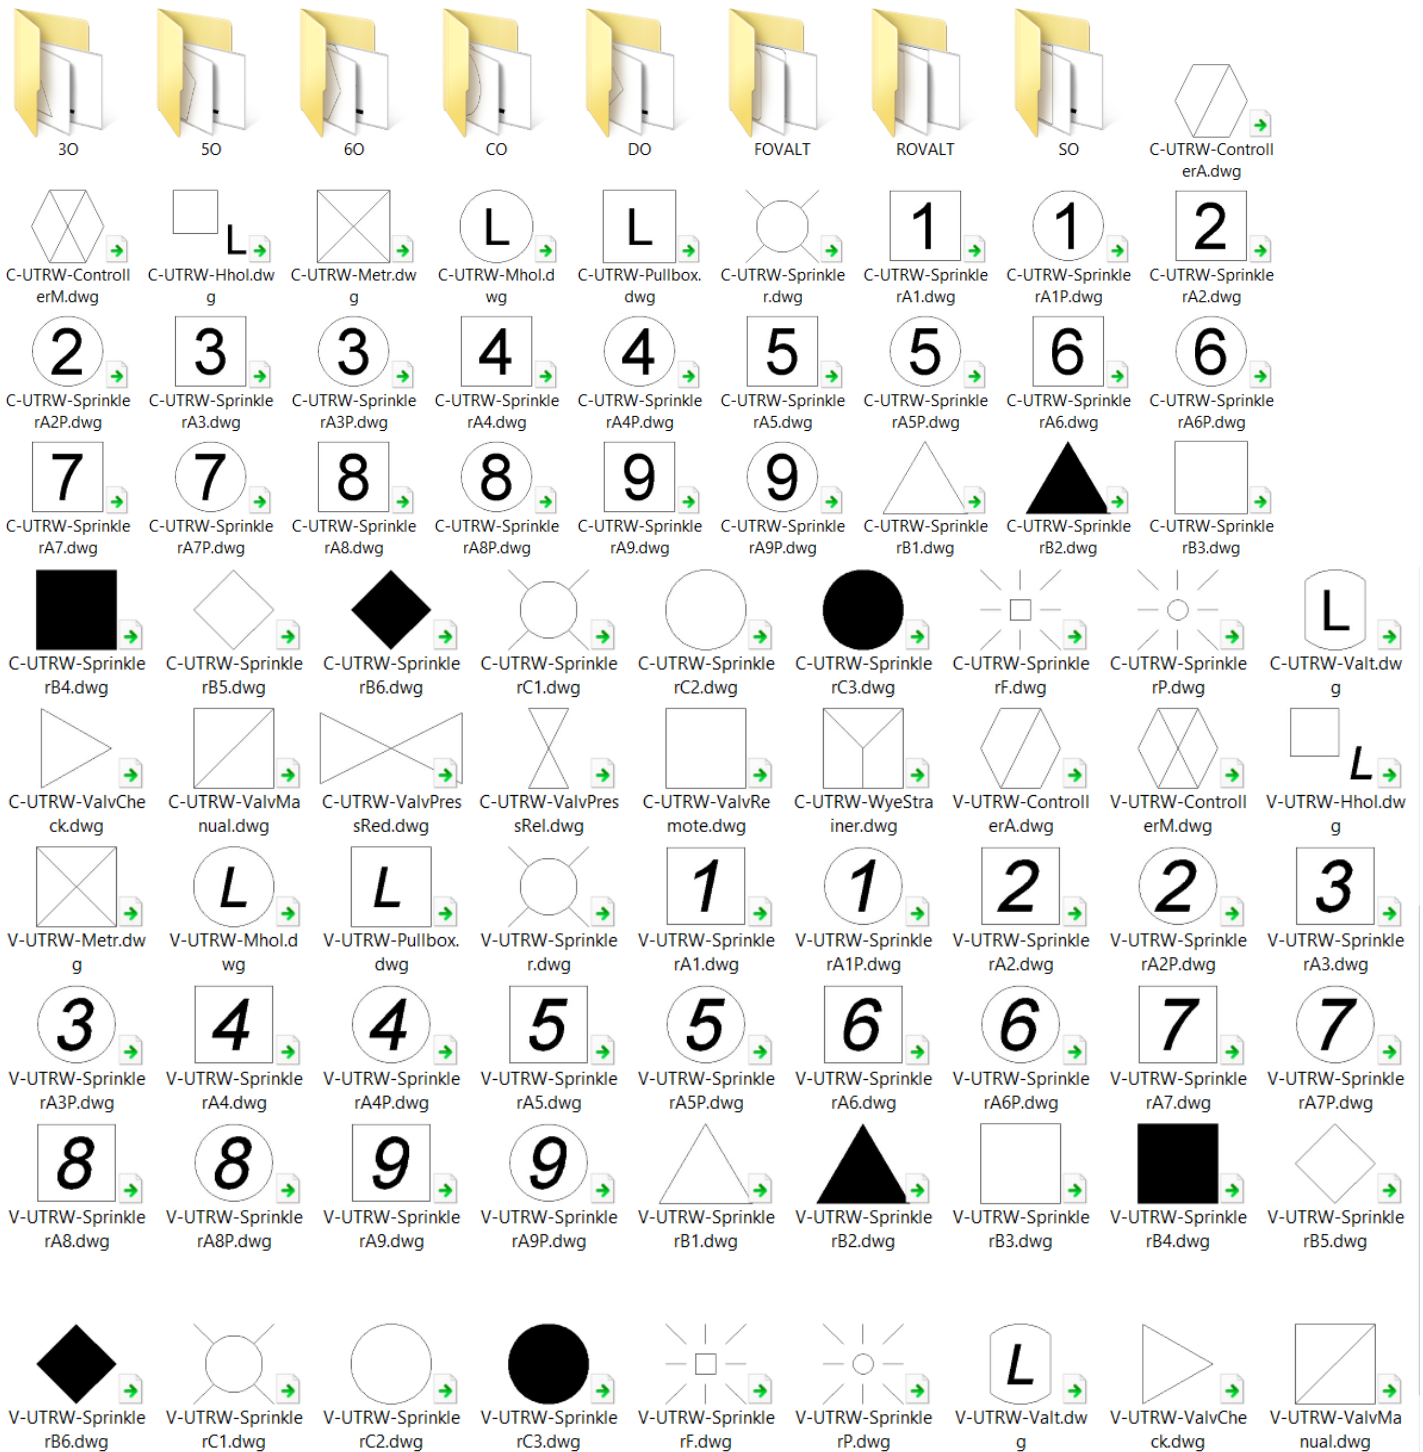 3O 5O 6O CO DO FOVALT ROVALT SO C-UTRW-Controll
erA.dwg
L L L 1 1 2
C-UTRW-Controll C-UTRW-Hhol.dw C-UTRW-Metr.dw C-UTRW-Mhol.d C-UTRW-Pullbox. C-UTRW-Sprinkle C-UTRW-Sprinkle C-UTRW-Sprinkle C-UTRW-Sprinkle
erM.dwg g g wg dwg r.dwg rA1.dwg rA1P.dwg rA2.dwg
2 3 3 4 4 5 5 6 6
C-UTRW-Sprinkle C-UTRW-Sprinkle C-UTRW-Sprinkle C-UTRW-Sprinkle C-UTRW-Sprinkle C-UTRW-Sprinkle C-UTRW-Sprinkle C-UTRW-Sprinkle C-UTRW-Sprinkle
rA2P.dwg rA3.dwg rA3P.dwg rA4.dwg rA4P.dwg rA5.dwg rA5P.dwg rA6.dwg rA6P.dwg
7 7 8 8 9 9
C-UTRW-Sprinkle C-UTRW-Sprinkle C-UTRW-Sprinkle C-UTRW-Sprinkle C-UTRW-Sprinkle C-UTRW-Sprinkle C-UTRW-Sprinkle C-UTRW-Sprinkle C-UTRW-Sprinkle
rA7.dwg rA7P.dwg rA8.dwg rA8P.dwg rA9.dwg rA9P.dwg rB1.dwg rB2.dwg rB3.dwg
L
C-UTRW-Sprinkle C-UTRW-Sprinkle C-UTRW-Sprinkle C-UTRW-Sprinkle C-UTRW-Sprinkle C-UTRW-Sprinkle C-UTRW-Sprinkle C-UTRW-Sprinkle C-UTRW-Valt.dw
rB4.dwg rB5.dwg rB6.dwg rC1.dwg rC2.dwg rC3.dwg rF.dwg rP.dwg g
L
C-UTRW-ValvChe C-UTRW-ValvMa C-UTRW-ValvPres C-UTRW-ValvPres C-UTRW-ValvRe C-UTRW-WyeStra V-UTRW-Controll V-UTRW-Controll V-UTRW-Hhol.dw
ck.dwg nual.dwg sRed.dwg sRel.dwg mote.dwg iner.dwg erA.dwg erM.dwg g
L L 1 1 2 2 3
V-UTRW-Metr.dw V-UTRW-Mhol.d V-UTRW-Pullbox. V-UTRW-Sprinkle V-UTRW-Sprinkle V-UTRW-Sprinkle V-UTRW-Sprinkle V-UTRW-Sprinkle V-UTRW-Sprinkle
g wg dwg r.dwg rA1.dwg rA1P.dwg rA2.dwg rA2P.dwg rA3.dwg
3 4 4 5 5 6 6 7 7
V-UTRW-Sprinkle V-UTRW-Sprinkle V-UTRW-Sprinkle V-UTRW-Sprinkle V-UTRW-Sprinkle V-UTRW-Sprinkle V-UTRW-Sprinkle V-UTRW-Sprinkle V-UTRW-Sprinkle
rA3P.dwg rA4.dwg rA4P.dwg rA5.dwg rA5P.dwg rA6.dwg rA6P.dwg rA7.dwg rA7P.dwg
8 8 9 9
V-UTRW-Sprinkle V-UTRW-Sprinkle V-UTRW-Sprinkle V-UTRW-Sprinkle V-UTRW-Sprinkle V-UTRW-Sprinkle V-UTRW-Sprinkle V-UTRW-Sprinkle V-UTRW-Sprinkle
rA8.dwg rA8P.dwg rA9.dwg rA9P.dwg rB1.dwg rB2.dwg rB3.dwg rB4.dwg rB5.dwg
L
V-UTRW-Sprinkle V-UTRW-Sprinkle V-UTRW-Sprinkle V-UTRW-Sprinkle V-UTRW-Sprinkle V-UTRW-Sprinkle V-UTRW-Valt.dw V-UTRW-ValvChe V-UTRW-ValvMa
rB6.dwg rC1.dwg rC2.dwg rC3.dwg rF.dwg rP.dwg g ck.dwg nual.dwg